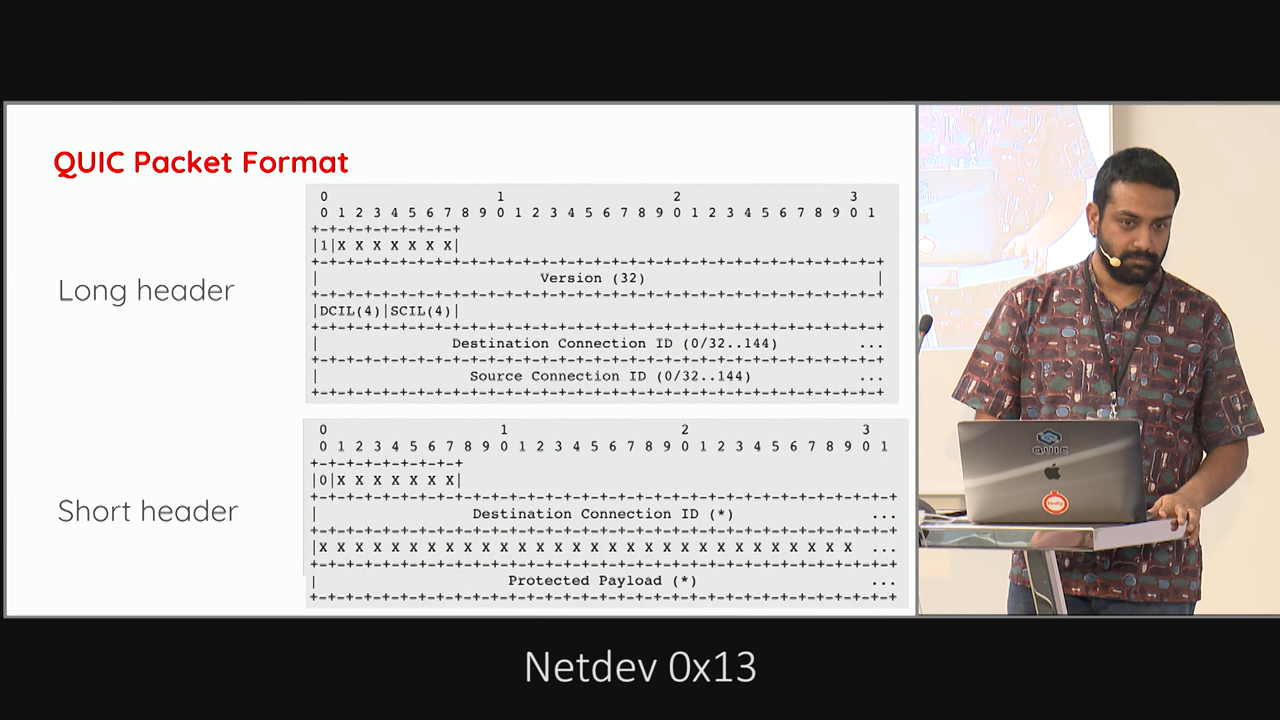 QUIC Packet Format
Long header
0                   1                   2                   3
0 1 2 3 4 5 6 7 8 9 0 1 2 3 4 5 6 7 8 9 0 1 2 3 4 5 6 7 8 9 0 1
+-+-+-+-+-+-+-+-+
|1|X X X X X X X|
+-+-+-+-+-+-+-+-+-+-+-+-+-+-+-+-+-+-+-+-+-+-+-+-+-+-+-+-+-+-+-+-+
| Version (32) |
+-+-+-+-+-+-+-+-+-+-+-+-+-+-+-+-+-+-+-+-+-+-+-+-+-+-+-+-+-+-+-+-+
|DCIL(4)|SCIL(4)|
+-+-+-+-+-+-+-+-+-+-+-+-+-+-+-+-+-+-+-+-+-+-+-+-+-+-+-+-+-+-+-+-+
| Destination Connection ID (0/32..144) ...
+-+-+-+-+-+-+-+-+-+-+-+-+-+-+-+-+-+-+-+-+-+-+-+-+-+-+-+-+-+-+-+-+
| Source Connection ID (0/32..144) ...
+-+-+-+-+-+-+-+-+-+-+-+-+-+-+-+-+-+-+-+-+-+-+-+-+-+-+-+-+-+-+-+-+
Short header
0                   1                   2                   3
0 1 2 3 4 5 6 7 8 9 0 1 2 3 4 5 6 7 8 9 0 1 2 3 4 5 6 7 8 9 0 1
+-+-+-+-+-+-+-+-+
|0|X X X X X X X|
+-+-+-+-+-+-+-+-+-+-+-+-+-+-+-+-+-+-+-+-+-+-+-+-+-+-+-+-+-+-+-+-+
| Destination Connection ID (*) ...
+-+-+-+-+-+-+-+-+-+-+-+-+-+-+-+-+-+-+-+-+-+-+-+-+-+-+-+-+-+-+-+-+
|X X X X X X X X X X X X X X X X X X X X X X X X X X X X X X ...
+-+-+-+-+-+-+-+-+-+-+-+-+-+-+-+-+-+-+-+-+-+-+-+-+-+-+-+-+-+-+-+-+
| Protected Payload (*) ...
+-+-+-+-+-+-+-+-+-+-+-+-+-+-+-+-+-+-+-+-+-+-+-+-+-+-+-+-+-+-+-+-+
QUIC
fastly
Netdev 0x13